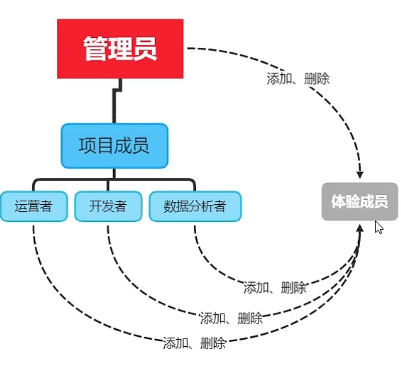 管理员
添加、删除
项目成员
运营者
开发者
数据分析者
体验成员
添加、删除
添加、删除
添加、删除